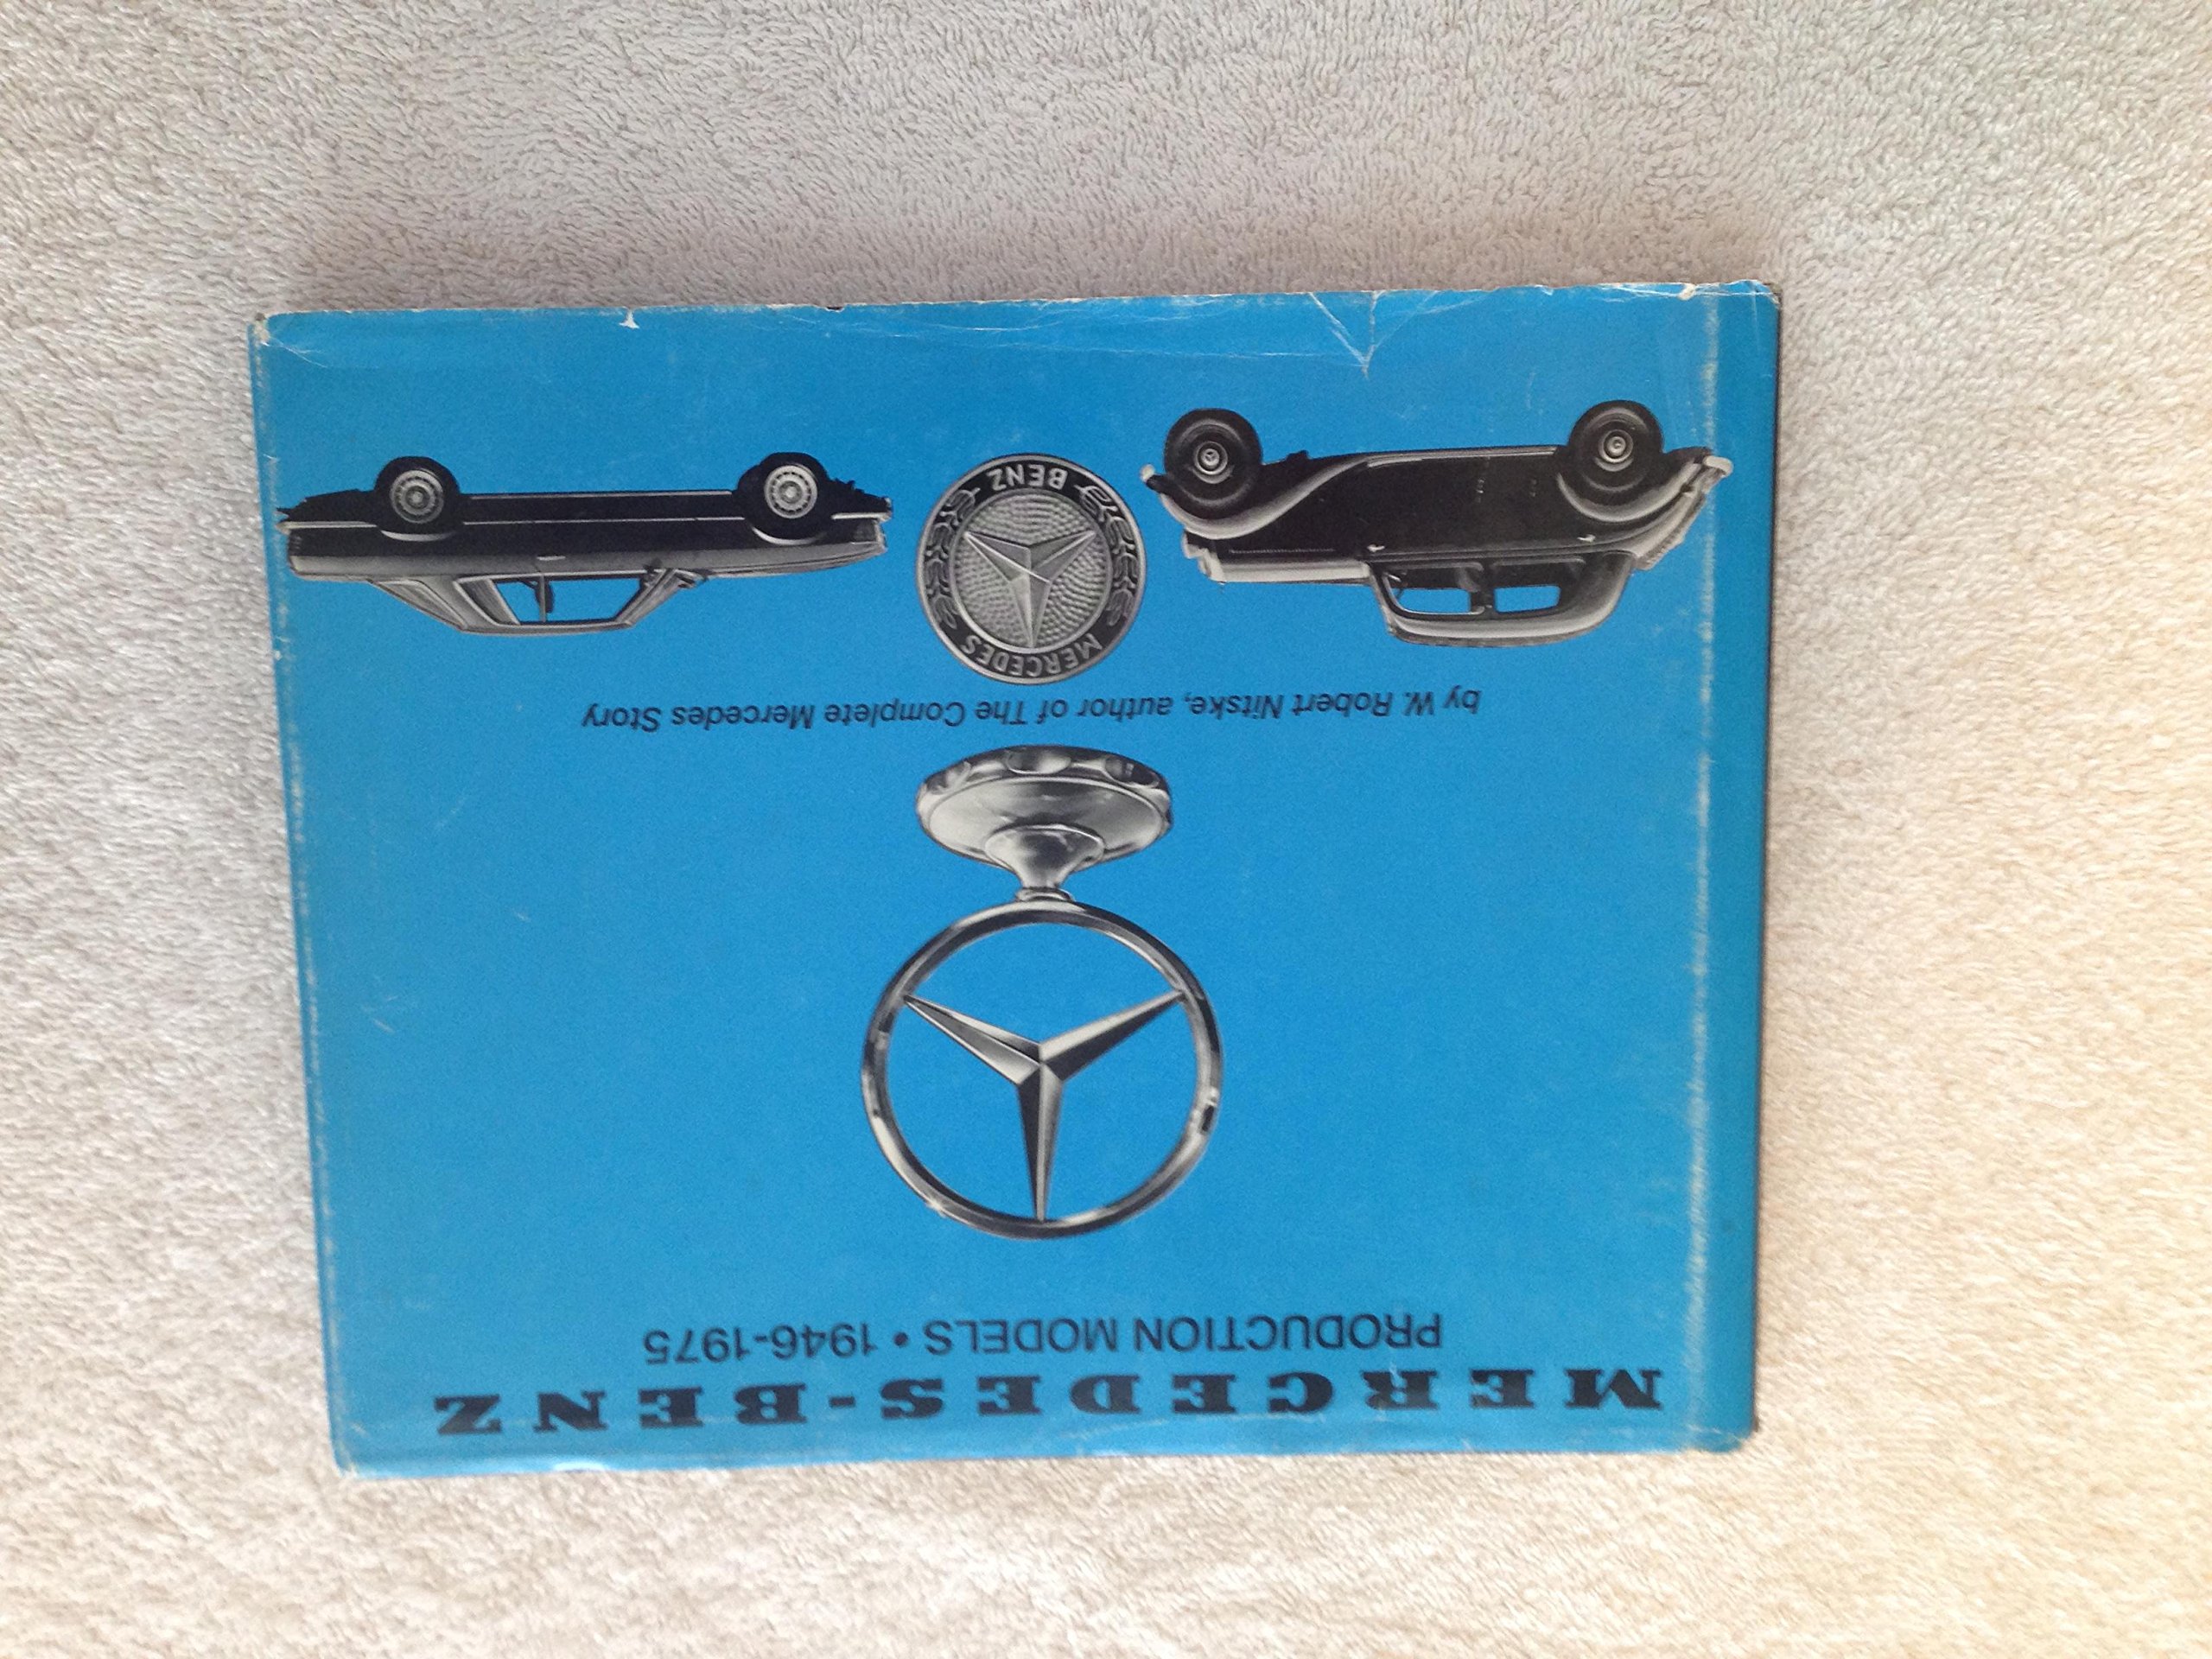 MERCEDES-BENZ
PRODUCTION MODELS • 1946-1975
by W. Robert Nitske, author of The Complete Mercedes Story
MERCEDES
BENZ